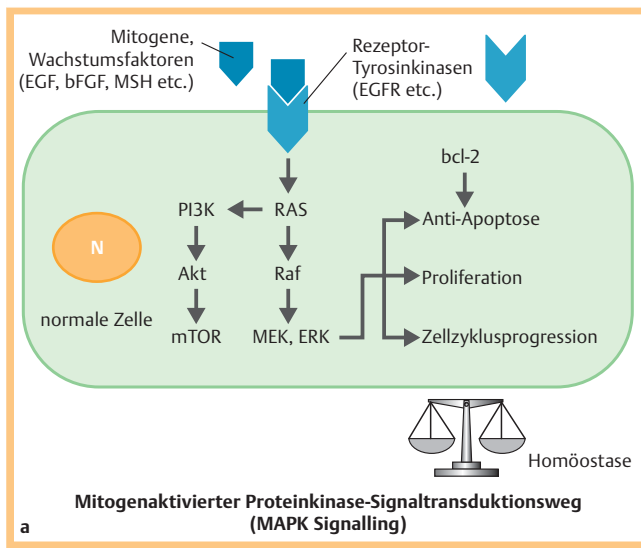 Mitogene,
Wachstumsfaktoren
(EGF, bFGF, MSH etc.)
Rezeptor-
Tyrosinkinasen
(EGFR etc.)
bcl-2
PI3K
RAS
Anti-Apoptose
N
Akt
Raf
Proliferation
normale Zelle
mTOR
MEK, ERK
Zellzyklusprogression
Homöostase
Mitogenaktivierter Proteinkinase-Signaltransduktionsweg
(MAPK Signalling)
a